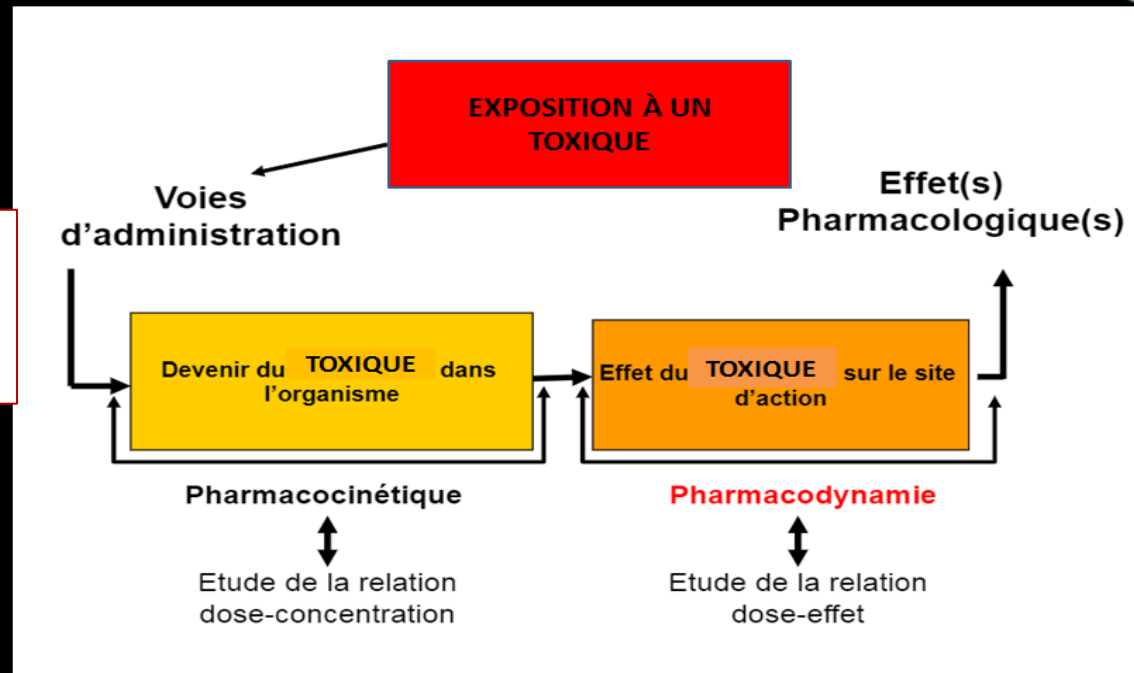 EXPOSITION À UN
TOXIQUE
Voies
d'administration
Effet(s)
Pharmacologique(s)
Devenir du TOXIQUE dans
l'organisme
Effet du TOXIQUE sur le site
d'action
Pharmacocinétique
Pharmacodynamie
Etude de la relation
dose-concentration
Etude de la relation
dose-effet